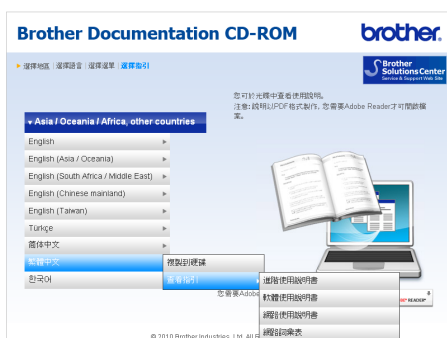 Brother Documentation CD-ROM
brother.
選擇地區 | 選擇語言 | 選擇選單 | 選擇指引
Brother
Solutions Center
Service & Support Web Site
您可於光碟中查看使用說明。
注意: 說明以PDF格式製作, 您需要Adobe Reader才可開啟檔
案。
Asia / Oceania / Africa, other countries
English
English (Asia / Oceania)
English (South Africa / Middle East)
English (Chinese mainland)
English (Taiwan)
Türkçe
简体中文
繁體中文
複製到硬碟
한국어
查看指引
進階使用說明書
您需要Adobe
READER
軟體使用說明書
網路使用說明書
網路詞彙表
© 2010 Brother Industries, Ltd. All R